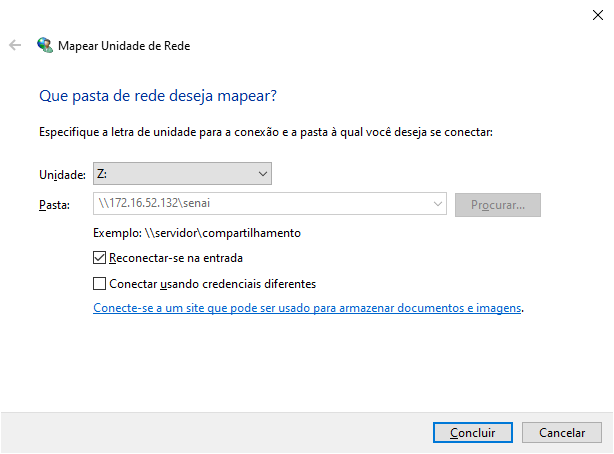 Mapear Unidade de Rede
Que pasta de rede deseja mapear?
Especifique a letra de unidade para a conexão e a pasta à qual você deseja se conectar:
Unidade: Z:
Pasta: \\172.16.52.132\senai Procurar...
Exemplo: \\servidor\compartilhamento
Reconectar-se na entrada
Conectar usando credenciais diferentes
Conecte-se a um site que pode ser usado para armazenar documentos e imagens.
Concluir Cancelar